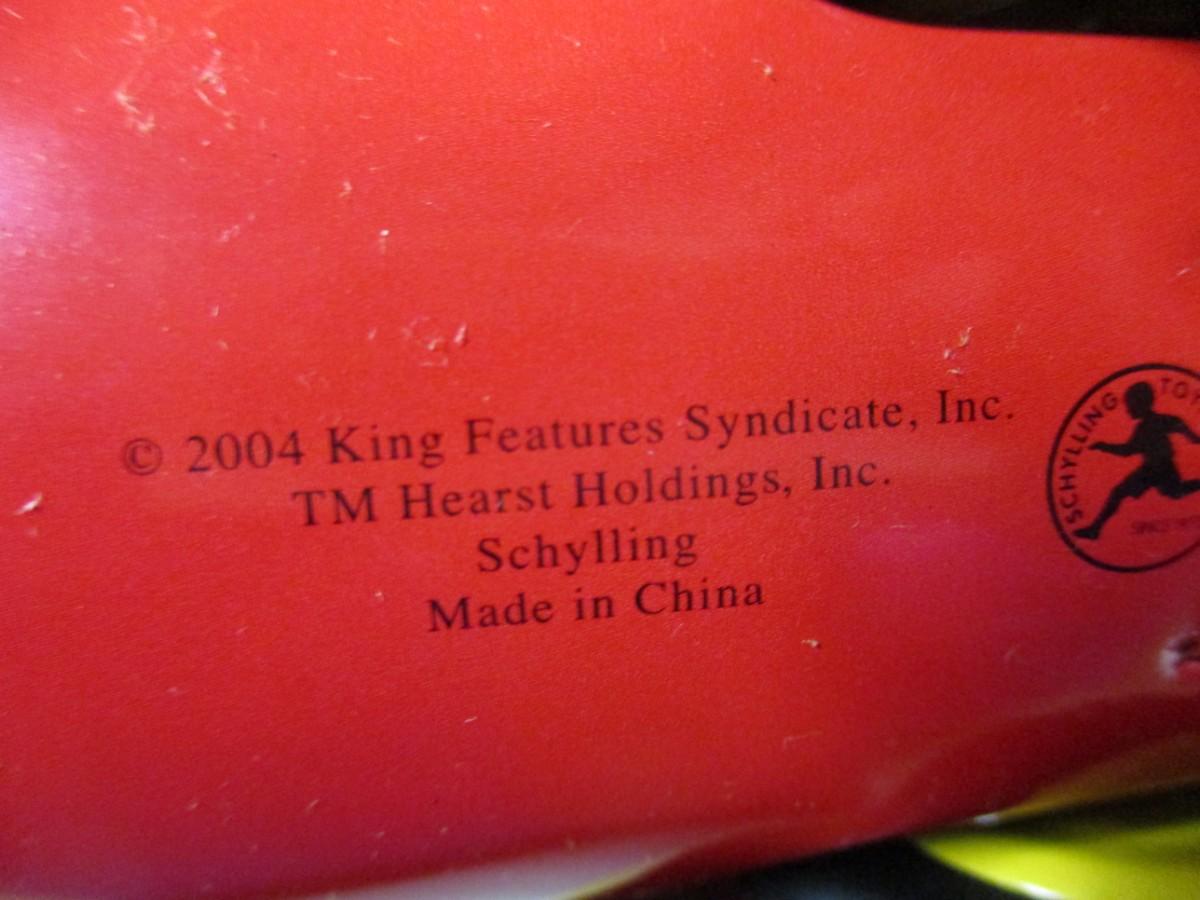 © 2004 King Features Syndicate, Inc.
TM Hearst Holdings, Inc.
Schylling
Made in China
SCHYLLING